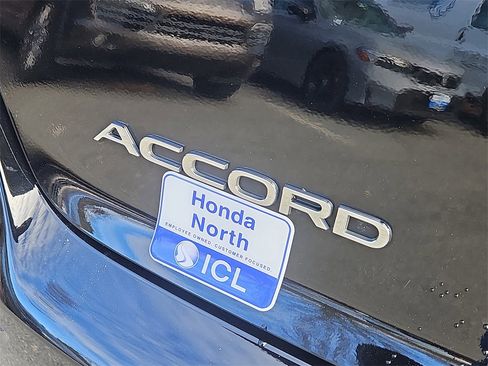 ACCORD
Honda
North
EMPLOYEE OWNED. CUSTOMER FOCUSED.
ICL